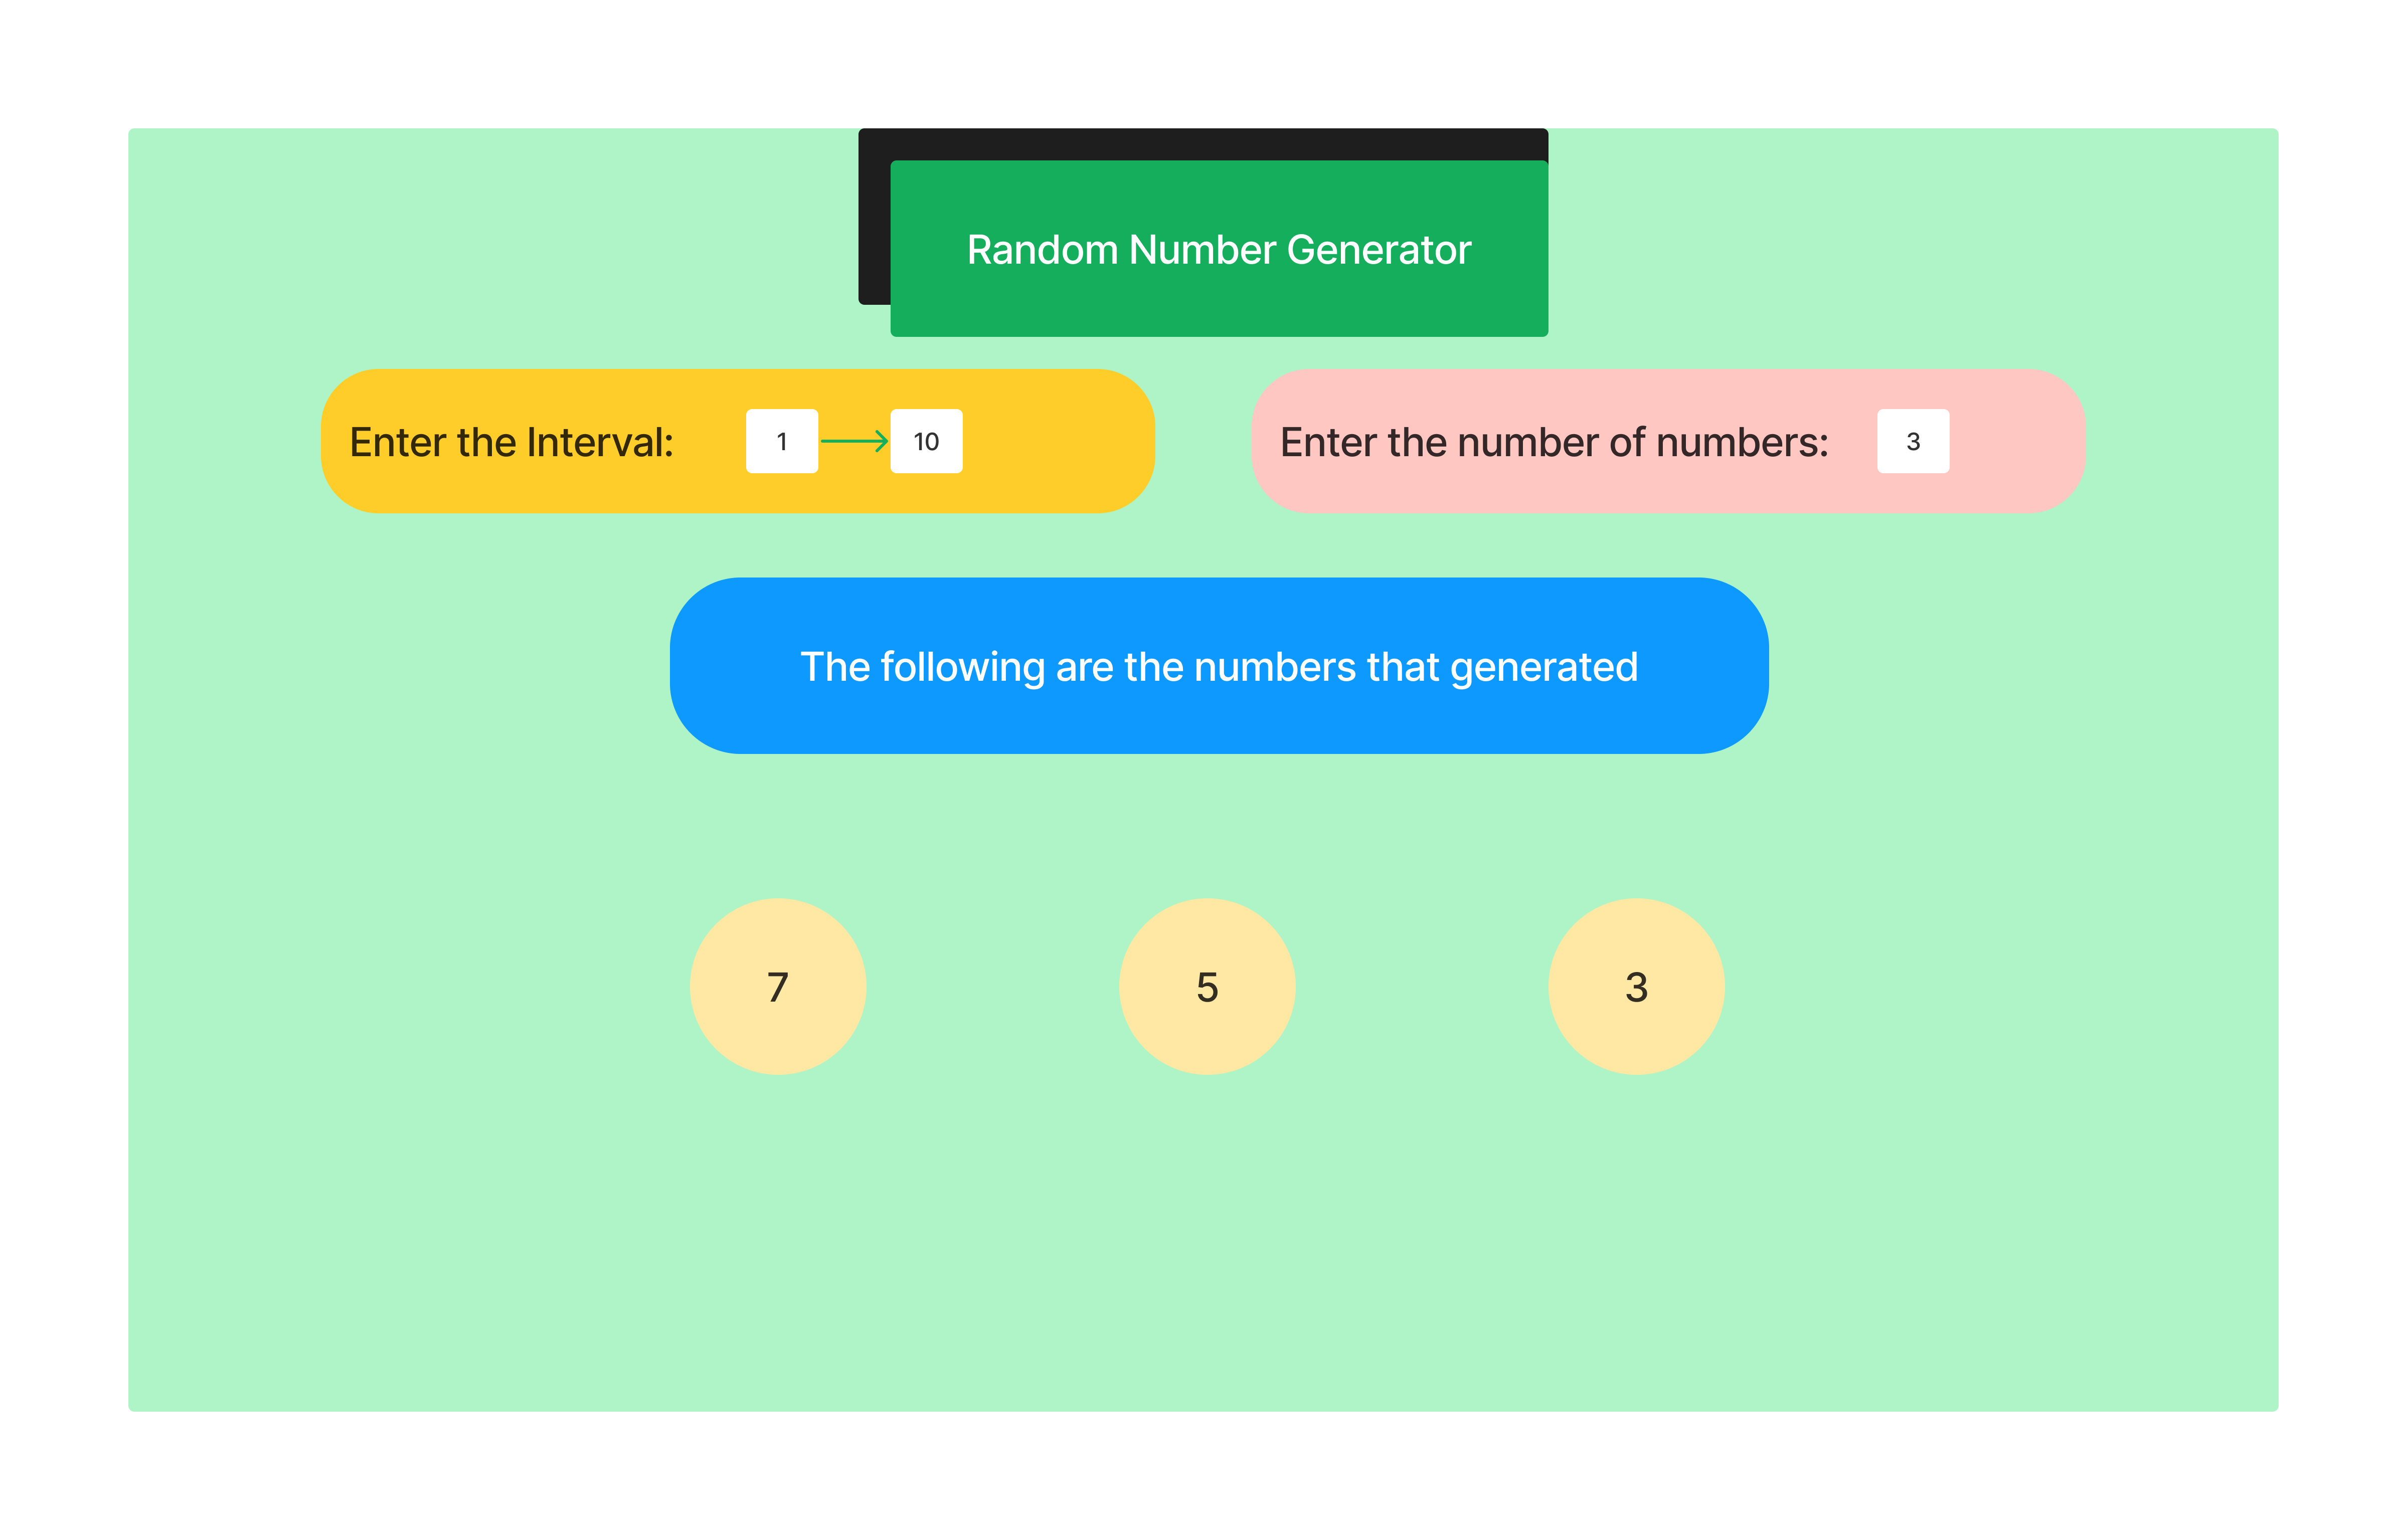 Random Number Generator
Enter the Interval: 1 10
Enter the number of numbers: 3
The following are the numbers that generated
7 5 3